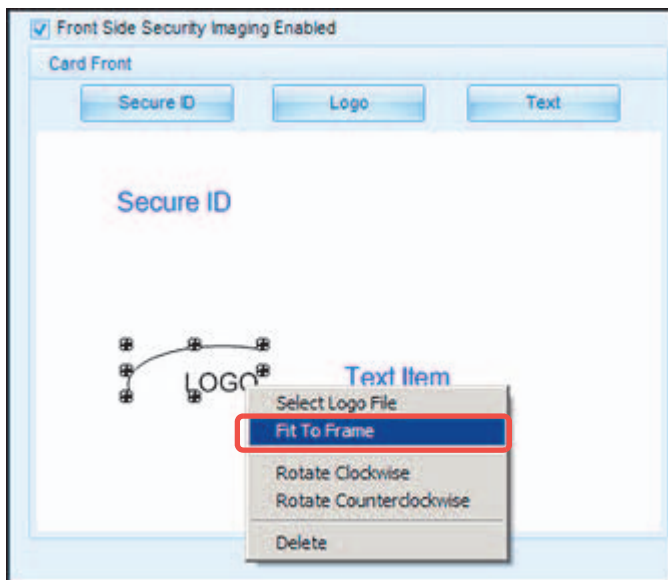 Front Side Security Imaging Enabled
Card Front
Secure ID Logo Text
Secure ID
LOGO Text Item
Select Logo File
Fit To Frame
Rotate Clockwise
Rotate Counterclockwise
Delete